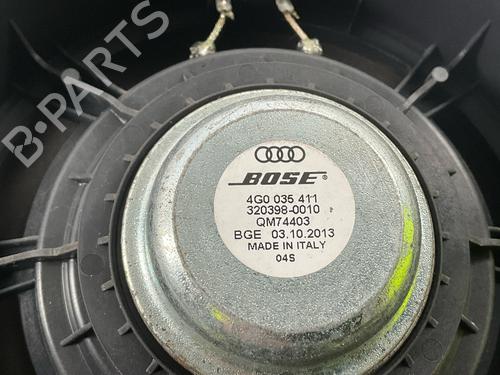 B-PARTS
BOSE®
4G0 035 411
320398-0010
QM74403
BGE 03.10.2013
MADE IN ITALY
04S